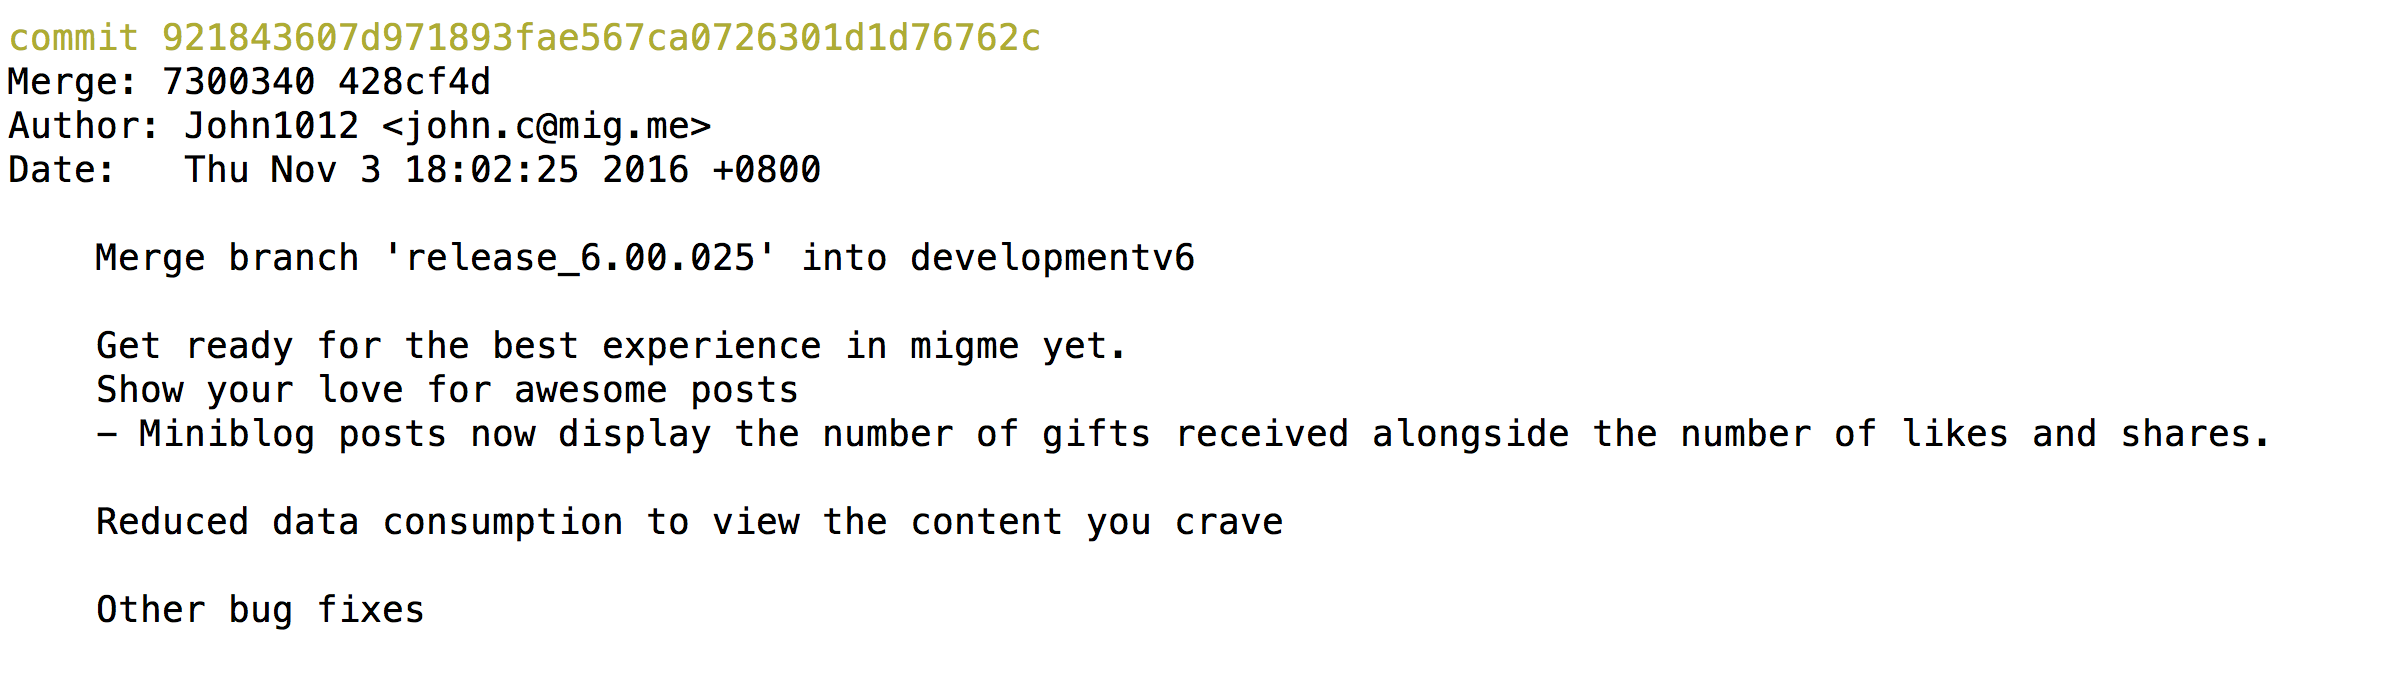 commit 921843607d971893fae567ca0726301d1d76762c
Merge: 7300340 428cf4d
Author: John1012 <john.c@mig.me>
Date:   Thu Nov 3 18:02:25 2016 +0800

    Merge branch 'release_6.00.025' into developmentv6

    Get ready for the best experience in migme yet.
    Show your love for awesome posts
    – Miniblog posts now display the number of gifts received alongside the number of likes and shares.

    Reduced data consumption to view the content you crave

    Other bug fixes